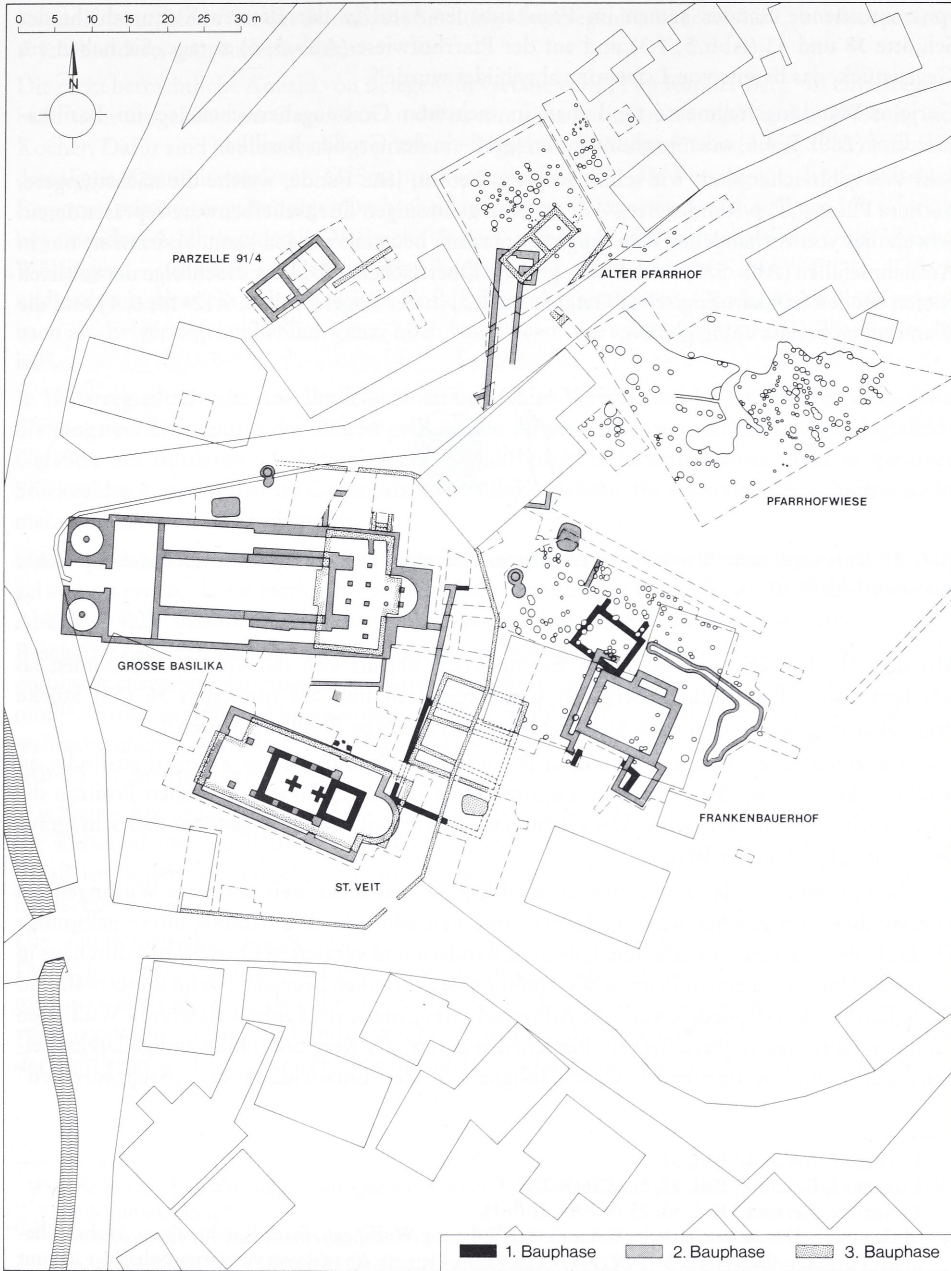 0 5 10 15 20 25 30 m
N
PARZELLE 91/4
ALTER PFARRHOF
PFARRHOFWIESE
GROSSE BASILIKA
FRANKENBAUERHOF
ST. VEIT
1. Bauphase 2. Bauphase 3. Bauphase